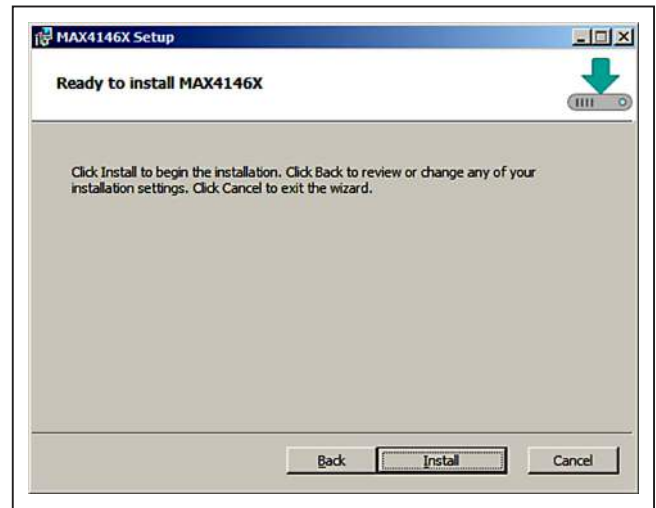 MAX4146X Setup
Ready to install MAX4146X
Click Install to begin the installation. Click Back to review or change any of your
installation settings. Click Cancel to exit the wizard.
Back Install Cancel